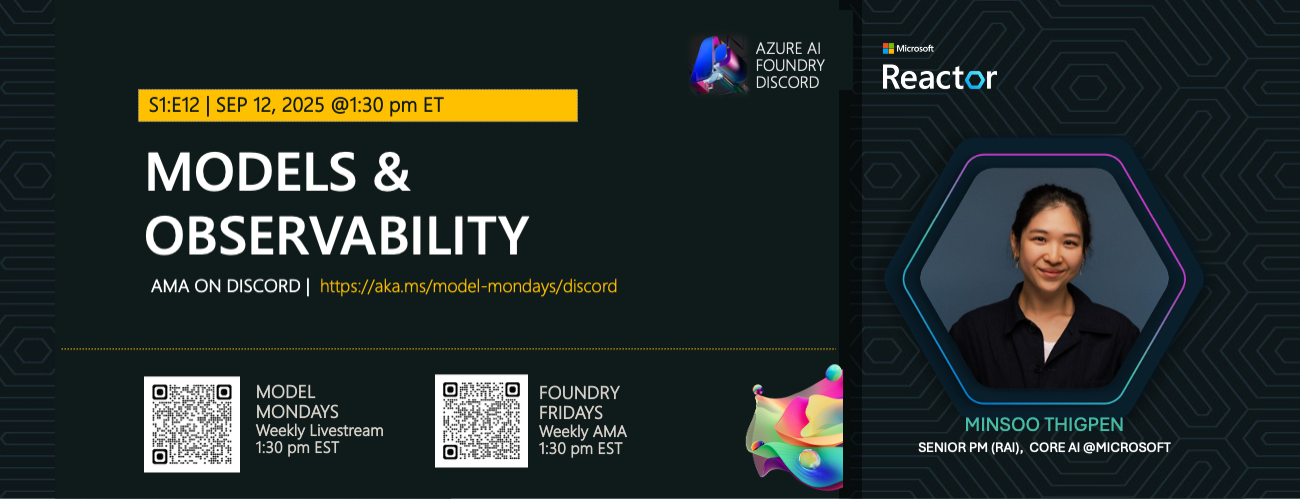 AZURE AI
FOUNDRY
DISCORD
Microsoft
Reactor
S1:E12 | SEP 12, 2025 @1:30 pm ET
MODELS &
OBSERVABILITY
AMA ON DISCORD | https://aka.ms/model-mondays/discord
MODEL
MONDAYS
Weekly Livestream
1:30 pm EST
FOUNDRY
FRIDAYS
Weekly AMA
1:30 pm EST
MINSOO THIGPEN
SENIOR PM (RAI), CORE AI @MICROSOFT